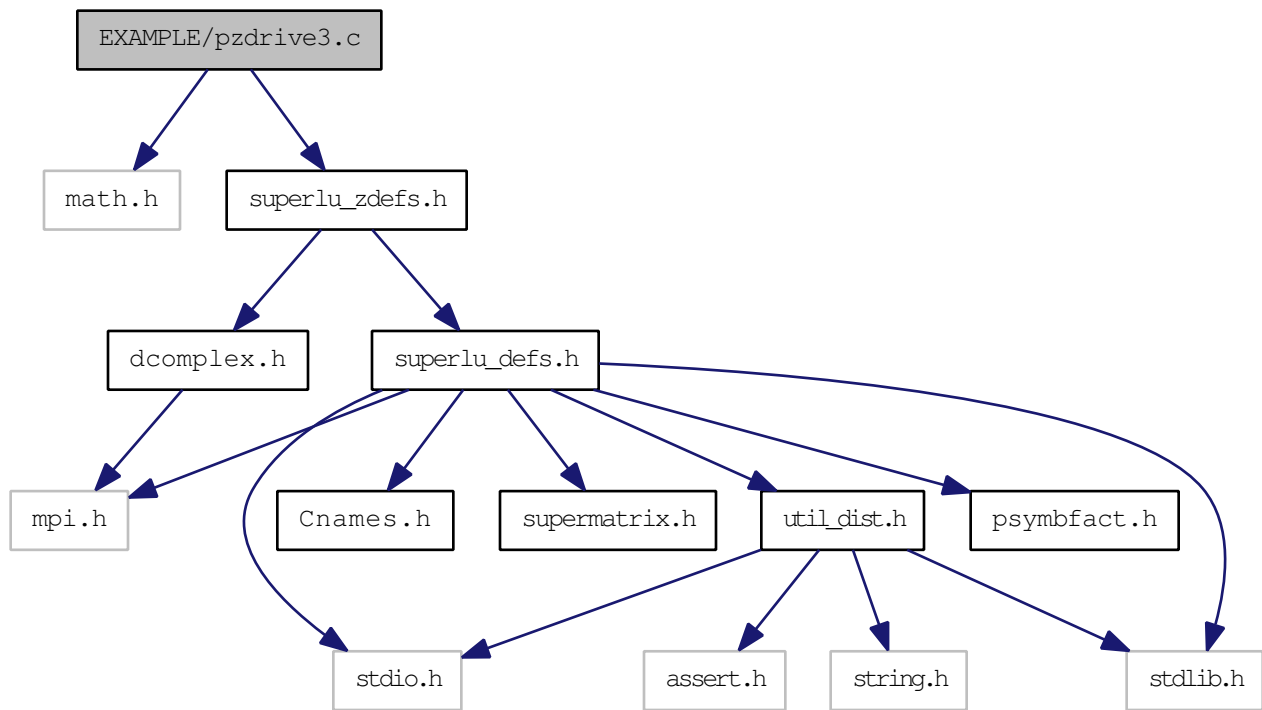 EXAMPLE/pzdrive3.c
math.h
superlu_zdefs.h
dcomplex.h
superlu_defs.h
mpi.h
Cnames.h
supermatrix.h
util_dist.h
psymbfact.h
stdio.h
assert.h
string.h
stdlib.h